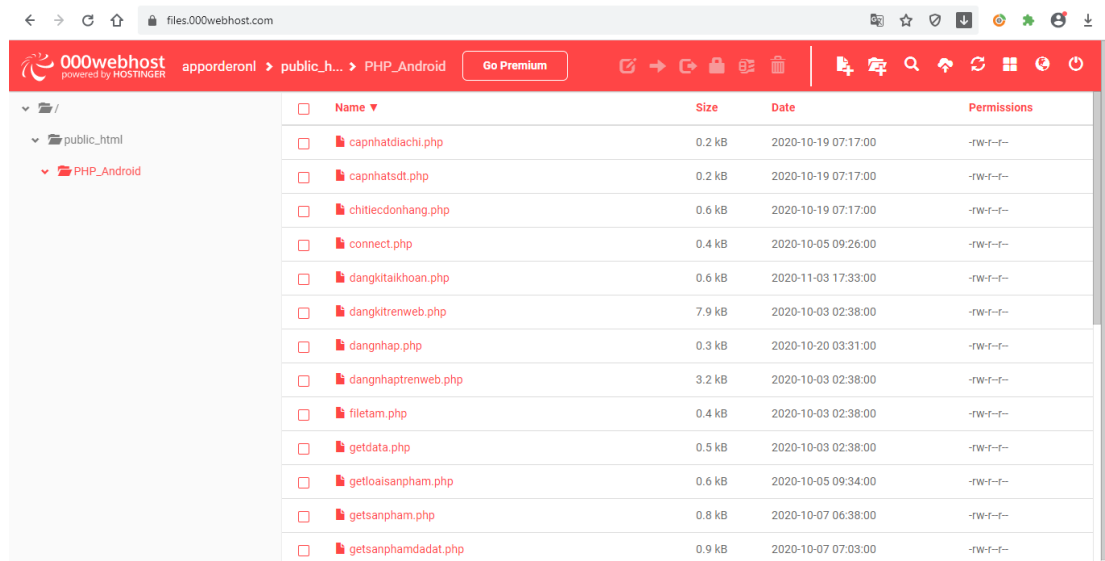 files.000webhost.com
000webhost
powered by HOSTINGER
apporderonl > public_h... > PHP_Android
Go Premium
/
public_html
PHP_Android
Name ▼ Size Date Permissions
capnhatdiachi.php 0.2 kB 2020-10-19 07:17:00 -rw-r--r--
capnhatsdt.php 0.2 kB 2020-10-19 07:17:00 -rw-r--r--
chitiecdonhang.php 0.6 kB 2020-10-19 07:17:00 -rw-r--r--
connect.php 0.4 kB 2020-10-05 09:26:00 -rw-r--r--
dangkitaikhoan.php 0.6 kB 2020-11-03 17:33:00 -rw-r--r--
dangkitrenweb.php 7.9 kB 2020-10-03 02:38:00 -rw-r--r--
dangnhap.php 0.3 kB 2020-10-20 03:31:00 -rw-r--r--
dangnhaptrenweb.php 3.2 kB 2020-10-03 02:38:00 -rw-r--r--
filetam.php 0.4 kB 2020-10-03 02:38:00 -rw-r--r--
getdata.php 0.5 kB 2020-10-03 02:38:00 -rw-r--r--
getloaisanpham.php 0.6 kB 2020-10-05 09:34:00 -rw-r--r--
getsanpham.php 0.8 kB 2020-10-07 06:38:00 -rw-r--r--
getsanphamdadat.php 0.9 kB 2020-10-07 07:03:00 -rw-r--r--